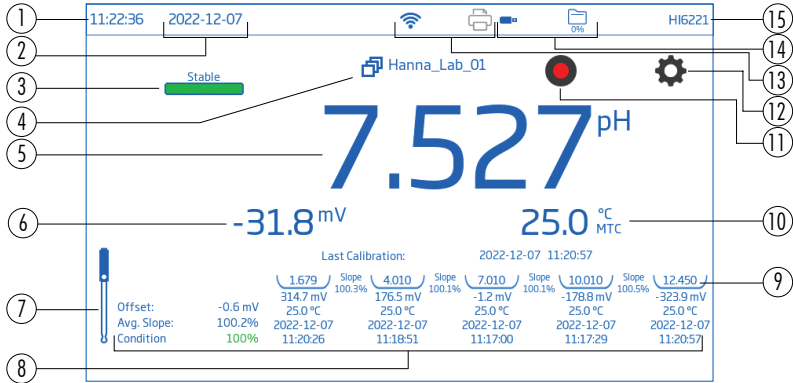 1 11:22:36 2022-12-07 0% HI6221 15
2 14
3 Stable 13
4 Hanna_Lab_01 12
11
5 7.527 pH
6 -31.8 mV 25.0 °C MTC 10
Last Calibration: 2022-12-07 11:20:57
1.679 Slope 100.3% 4.010 Slope 100.1% 7.010 Slope 100.1% 10.010 Slope 100.5% 12.450 9
314.7 mV 176.5 mV -1.2 mV -178.8 mV -323.9 mV
7 Offset: -0.6 mV 25.0 °C 25.0 °C 25.0 °C 25.0 °C 25.0 °C
Avg. Slope: 100.2% 2022-12-07 2022-12-07 2022-12-07 2022-12-07 2022-12-07
Condition 100% 11:20:26 11:18:51 11:17:00 11:17:29 11:20:57
8